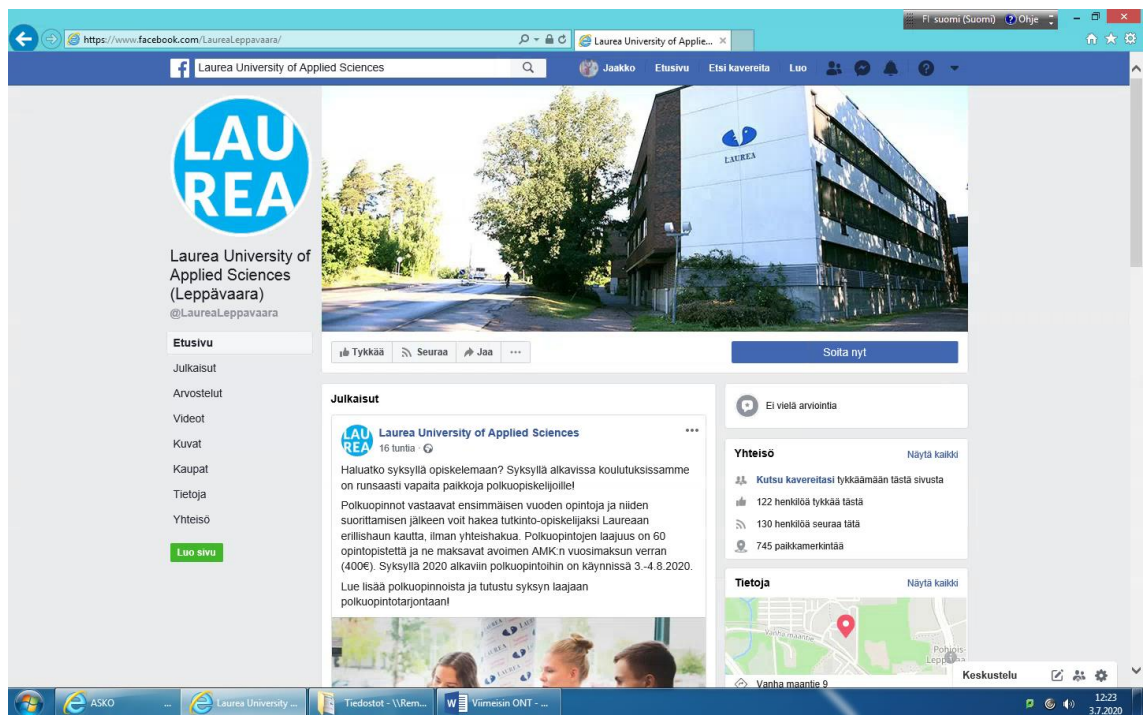 FI suomi (Suomi) Ohje
https://www.facebook.com/LaureaLeppavaara/
Laurea University of Applie...
Laurea University of Applied Sciences
Jaakko Etusivu Etsi kavereita Luo
LAU
REA
LAUREA
Laurea University of
Applied Sciences
(Leppävaara)
@LaureaLeppavaara
Etusivu
Julkaisut
Arvostelut
Videot
Kuvat
Kaupat
Tietoja
Yhteisö
Luo sivu
Tykkää Seuraa Jaa ...
Soita nyt
Julkaisut
LAU
REA
Laurea University of Applied Sciences
16 tuntia ·
Haluatko syksyllä opiskelemaan? Syksyllä alkavissa koulutuksissamme
on runsaasti vapaita paikkoja polkuopiskelijoille!
Polkuopinnot vastaavat ensimmäisen vuoden opintoja ja niiden
suorittamisen jälkeen voit hakea tutkinto-opiskelijaksi Laureaan
erillishaun kautta, ilman yhteishakua. Polkuopintojen laajuus on 60
opintopistettä ja ne maksavat avoimen AMK:n vuosimaksun verran
(400€). Syksyllä 2020 alkaviin polkuopintoihin on käynnissä 3.-4.8.2020.
Lue lisää polkuopinnoista ja tutustu syksyn laajaan
polkuopintotarjontaan!
Ei vielä arviointia
Yhteisö Näytä kaikki
Kutsu kavereitasi tykkäämään tästä sivusta
122 henkilöä tykkää tästä
130 henkilöä seuraa tätä
745 paikkamerkintää
Tietoja Näytä kaikki
Vanha maantie
Pohjois-
Vanha maantie 9
Keskustelu
ASKO ...
Laurea University ...
Tiedostot - \\Rem...
Viimeisin ONT - ...
12:23
3.7.2020